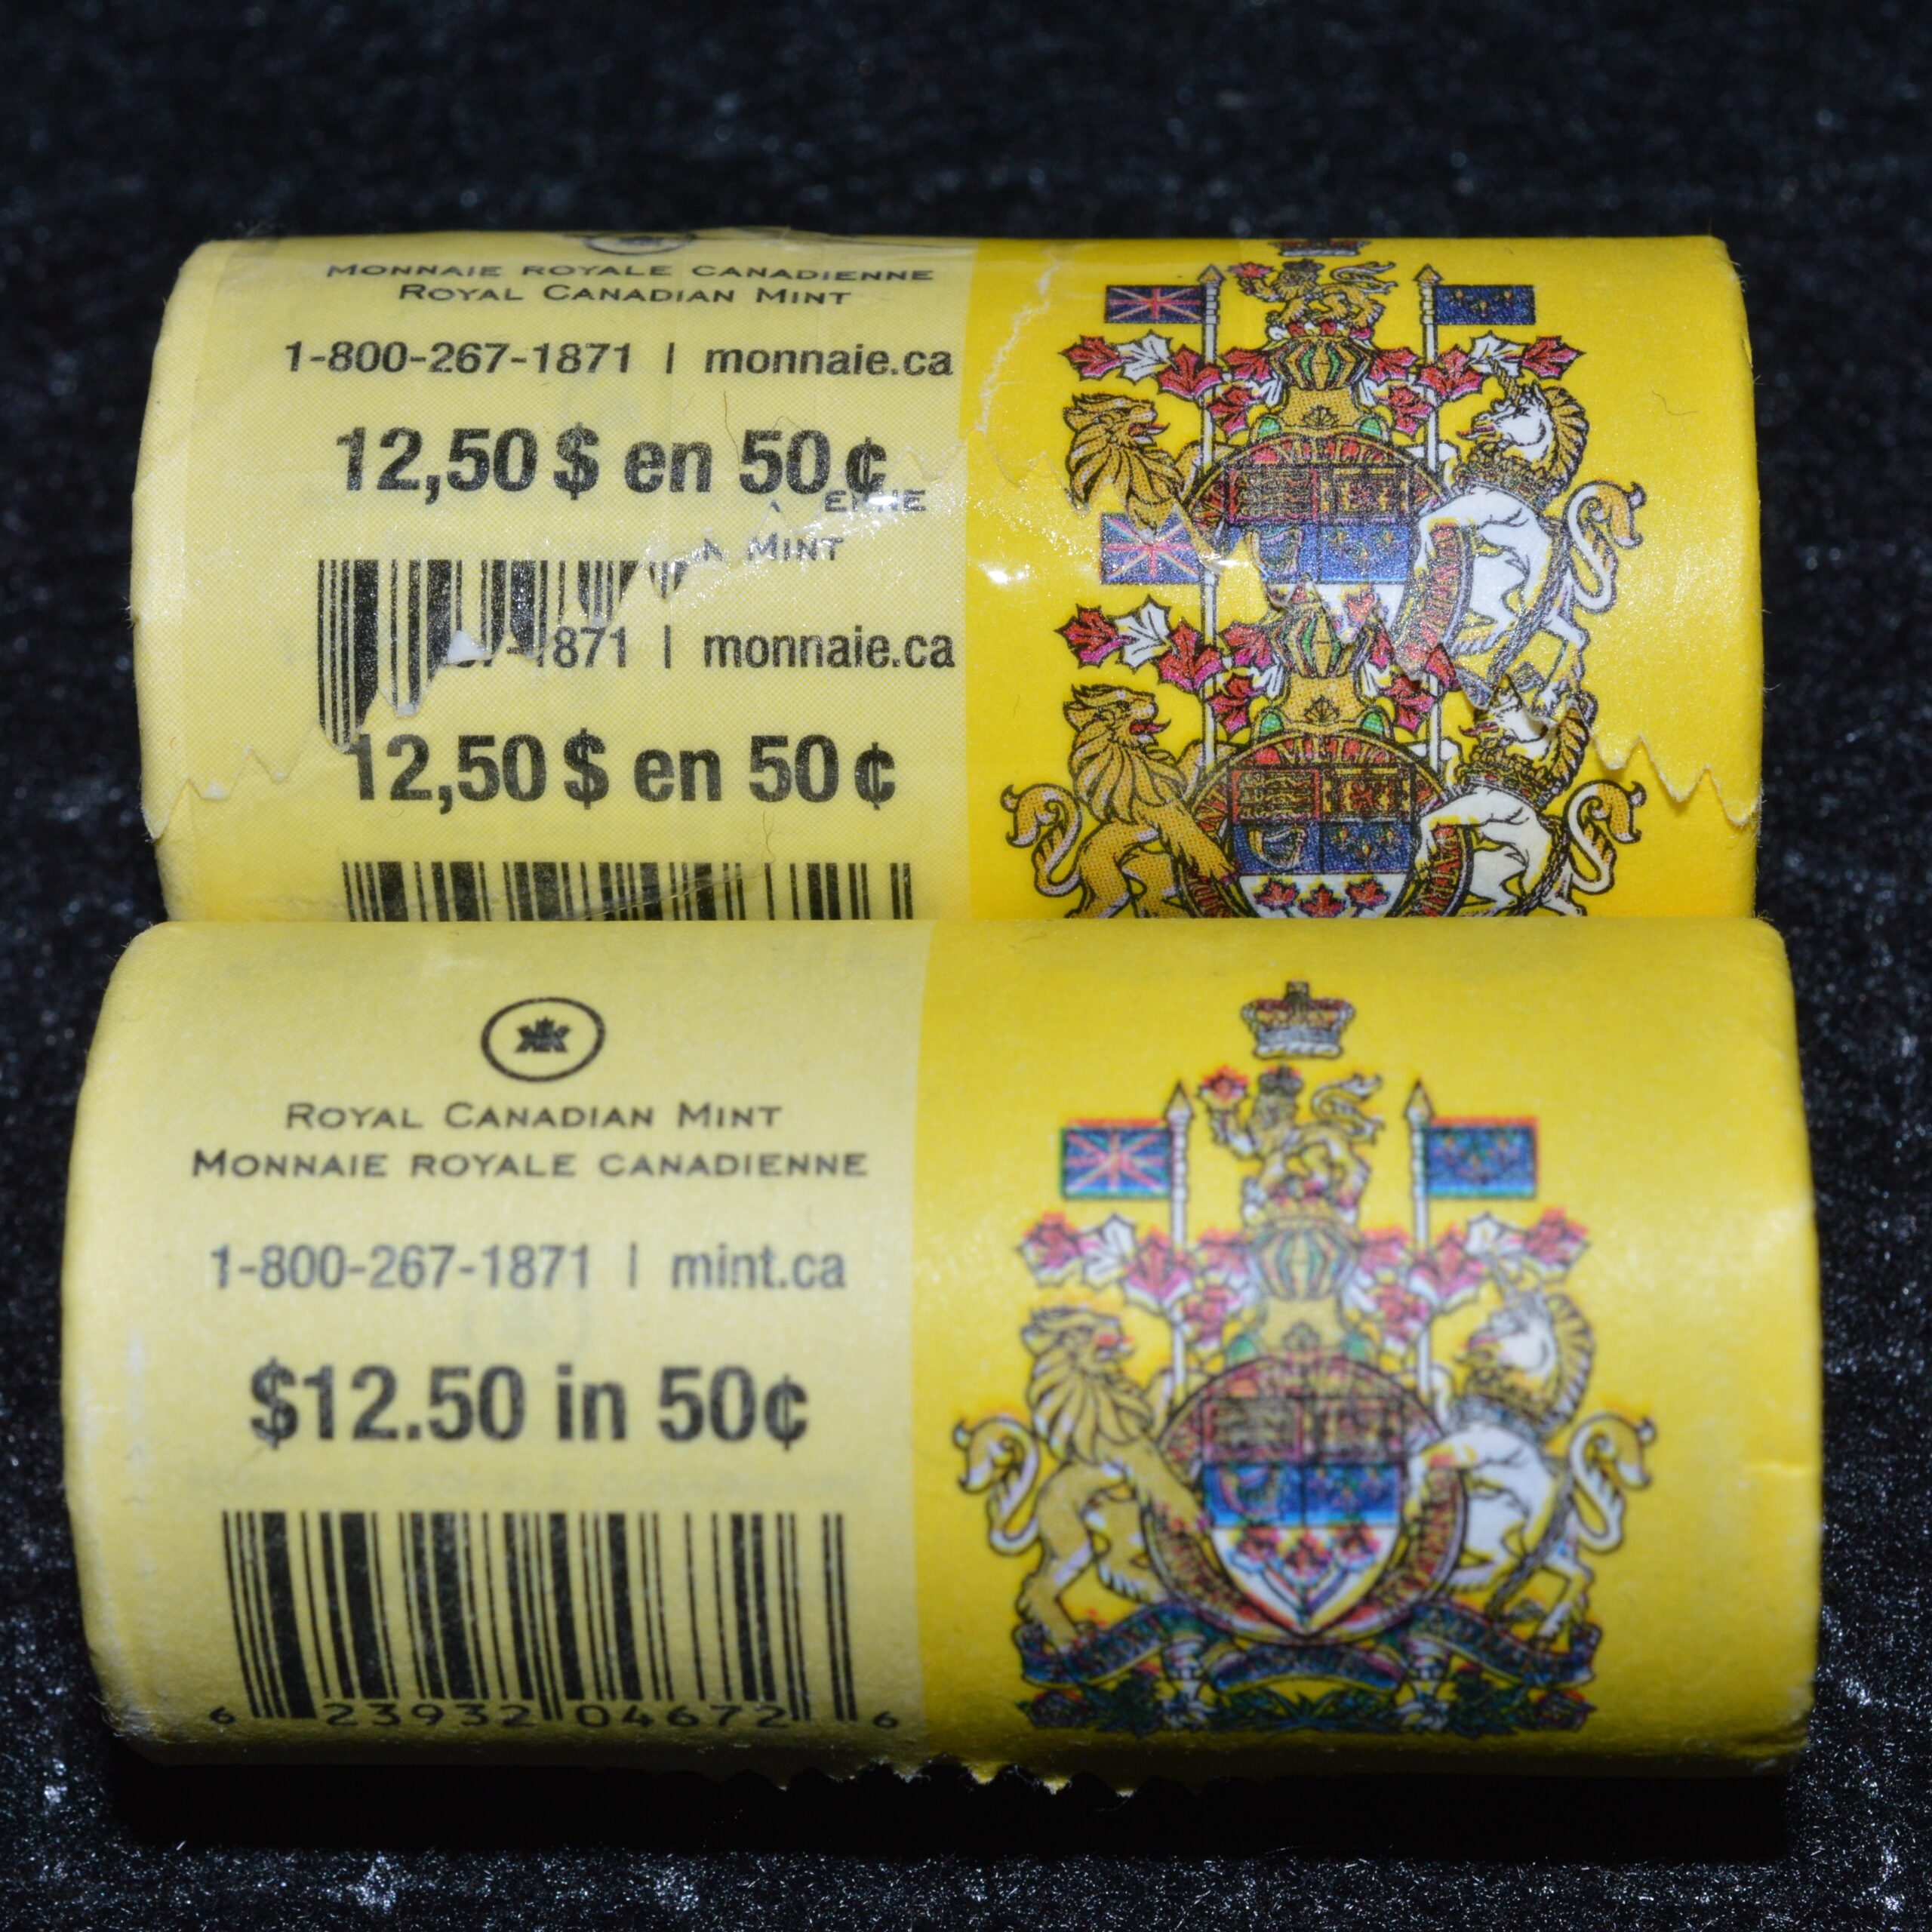 MONNAIE ROYALE CANADIENNE
ROYAL CANADIAN MINT
1-800-267-1871 | monnaie.ca
12,50 $ en 50 ¢
ENNE
N MINT
7-1871 | monnaie.ca
12,50 $ en 50 ¢
ROYAL CANADIAN MINT
MONNAIE ROYALE CANADIENNE
1-800-267-1871 | mint.ca
$12.50 in 50¢
6 23932 04672 6